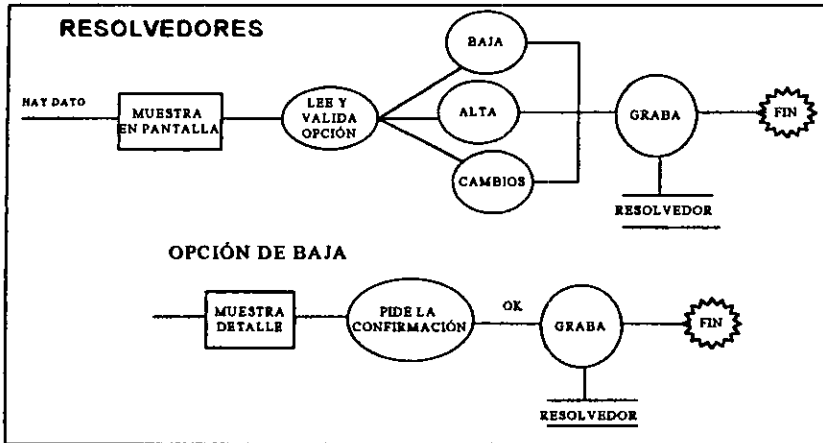 RESOLVEDORES
HAY DATO
MUESTRA
EN PANTALLA
LEE Y
VALIDA
OPCIÓN
BAJA
ALTA
CAMBIOS
GRABA
FIN
RESOLVEDOR
OPCIÓN DE BAJA
MUESTRA
DETALLE
PIDE LA
CONFIRMACIÓN
OK
GRABA
FIN
RESOLVEDOR